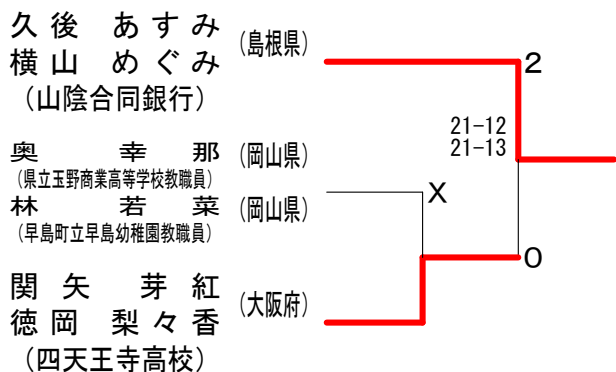 久後 あすみ (島根県)
横山 めぐみ
(山陰合同銀行)
2
21-12
21-13
奥 幸那 (岡山県)
(県立玉野商業高等学校教職員)
林 若菜 (岡山県)
(早島町立早島幼稚園教職員)
X
0
関矢 芽紅 (大阪府)
徳岡 梨々香
(四天王寺高校)